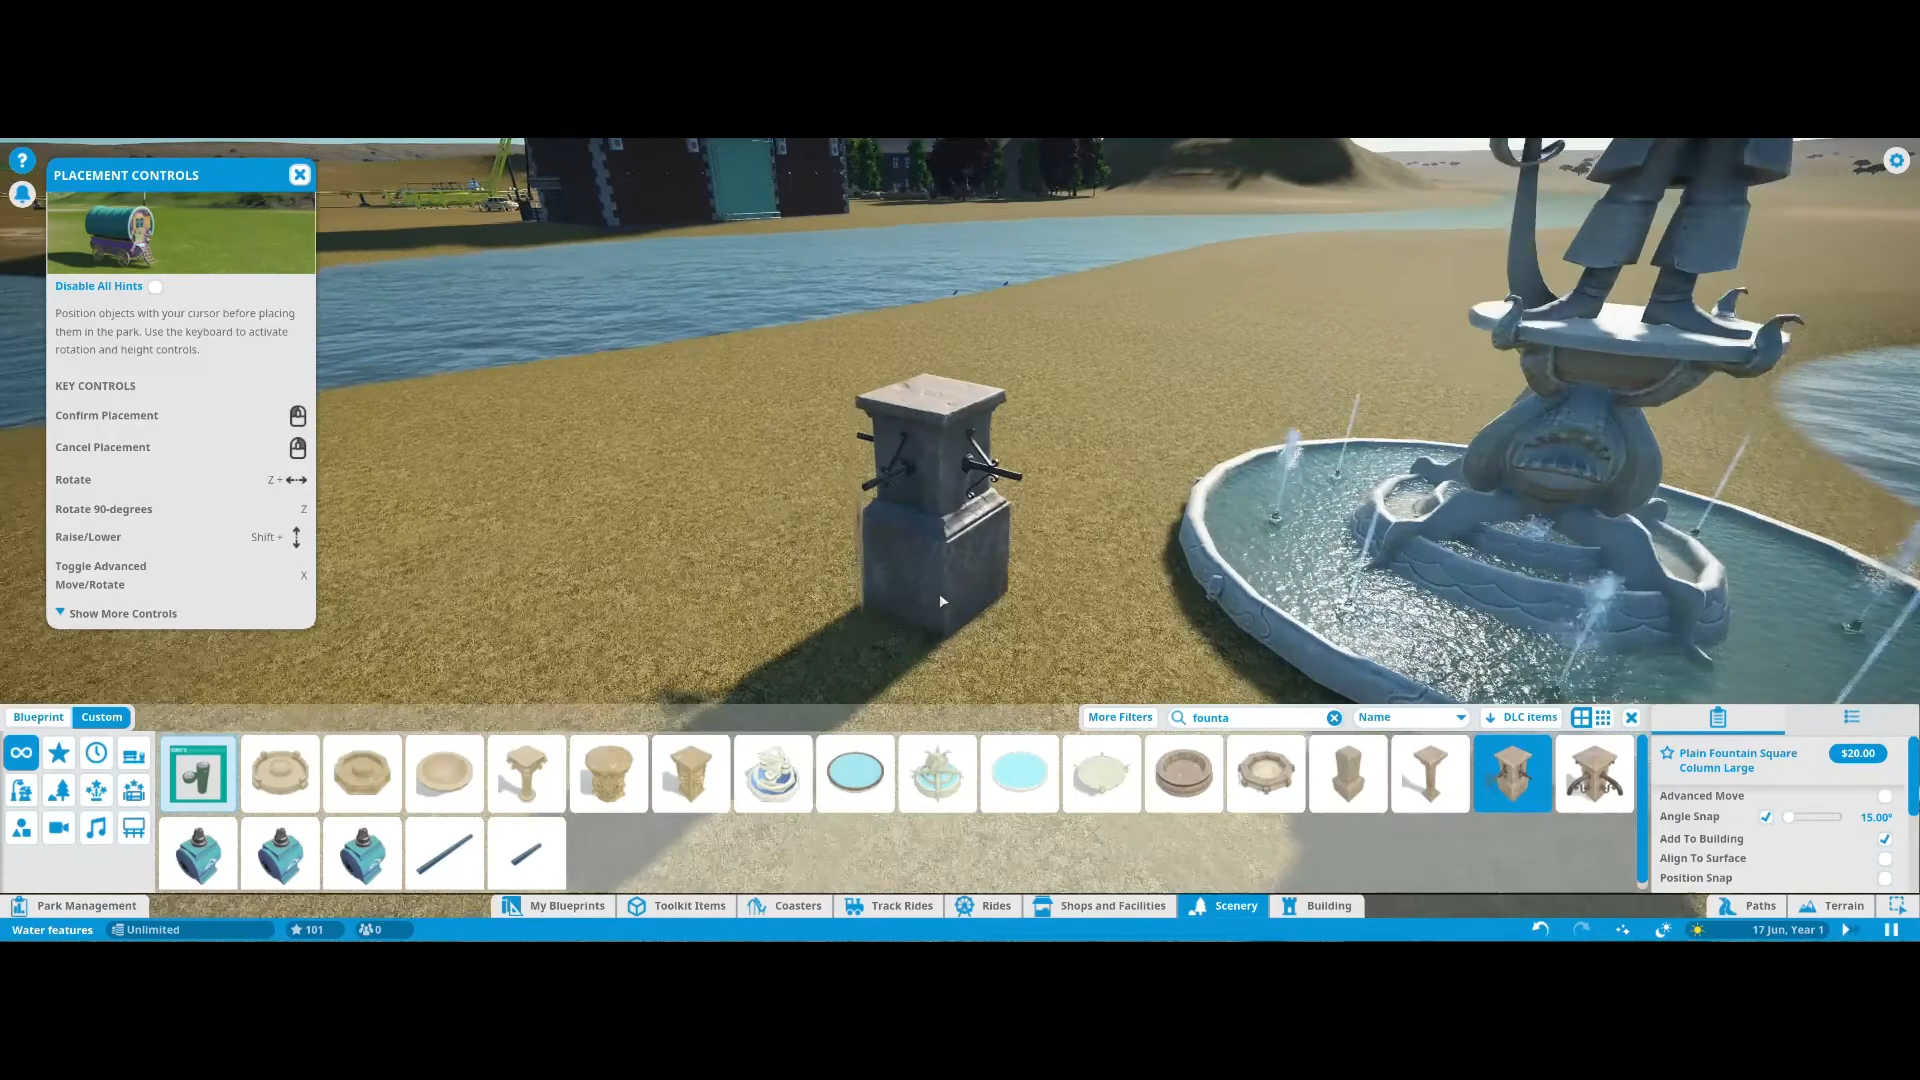 PLACEMENT CONTROLS
Disable All Hints
Position objects with your cursor before placing
them in the park. Use the keyboard to activate
rotation and height controls.
KEY CONTROLS
Confirm Placement
Cancel Placement
Rotate Z +
Rotate 90-degrees Z
Raise/Lower Shift +
Toggle Advanced
Move/Rotate X
Show More Controls
Blueprint Custom
More Filters founta Name DLC items
Plain Fountain Square
Column Large $20.00
Advanced Move
Angle Snap 15.00°
Add To Building
Align To Surface
Position Snap
Park Management My Blueprints Toolkit Items Coasters Track Rides Rides Shops and Facilities Scenery Building Paths Terrain
Water features Unlimited 101 0 17 Jun, Year 1